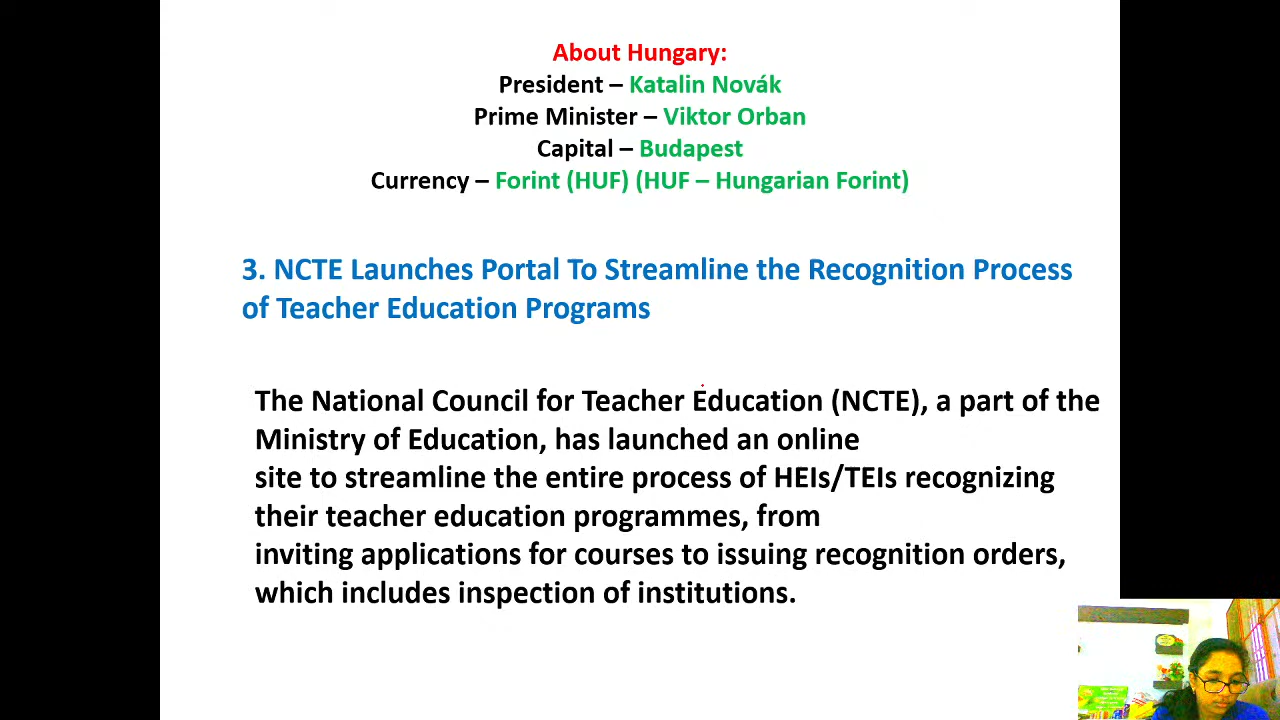 About Hungary:
President – Katalin Novák
Prime Minister – Viktor Orban
Capital – Budapest
Currency – Forint (HUF) (HUF – Hungarian Forint)
3. NCTE Launches Portal To Streamline the Recognition Process
of Teacher Education Programs
The National Council for Teacher Education (NCTE), a part of the
Ministry of Education, has launched an online
site to streamline the entire process of HEIs/TEIs recognizing
their teacher education programmes, from
inviting applications for courses to issuing recognition orders,
which includes inspection of institutions.